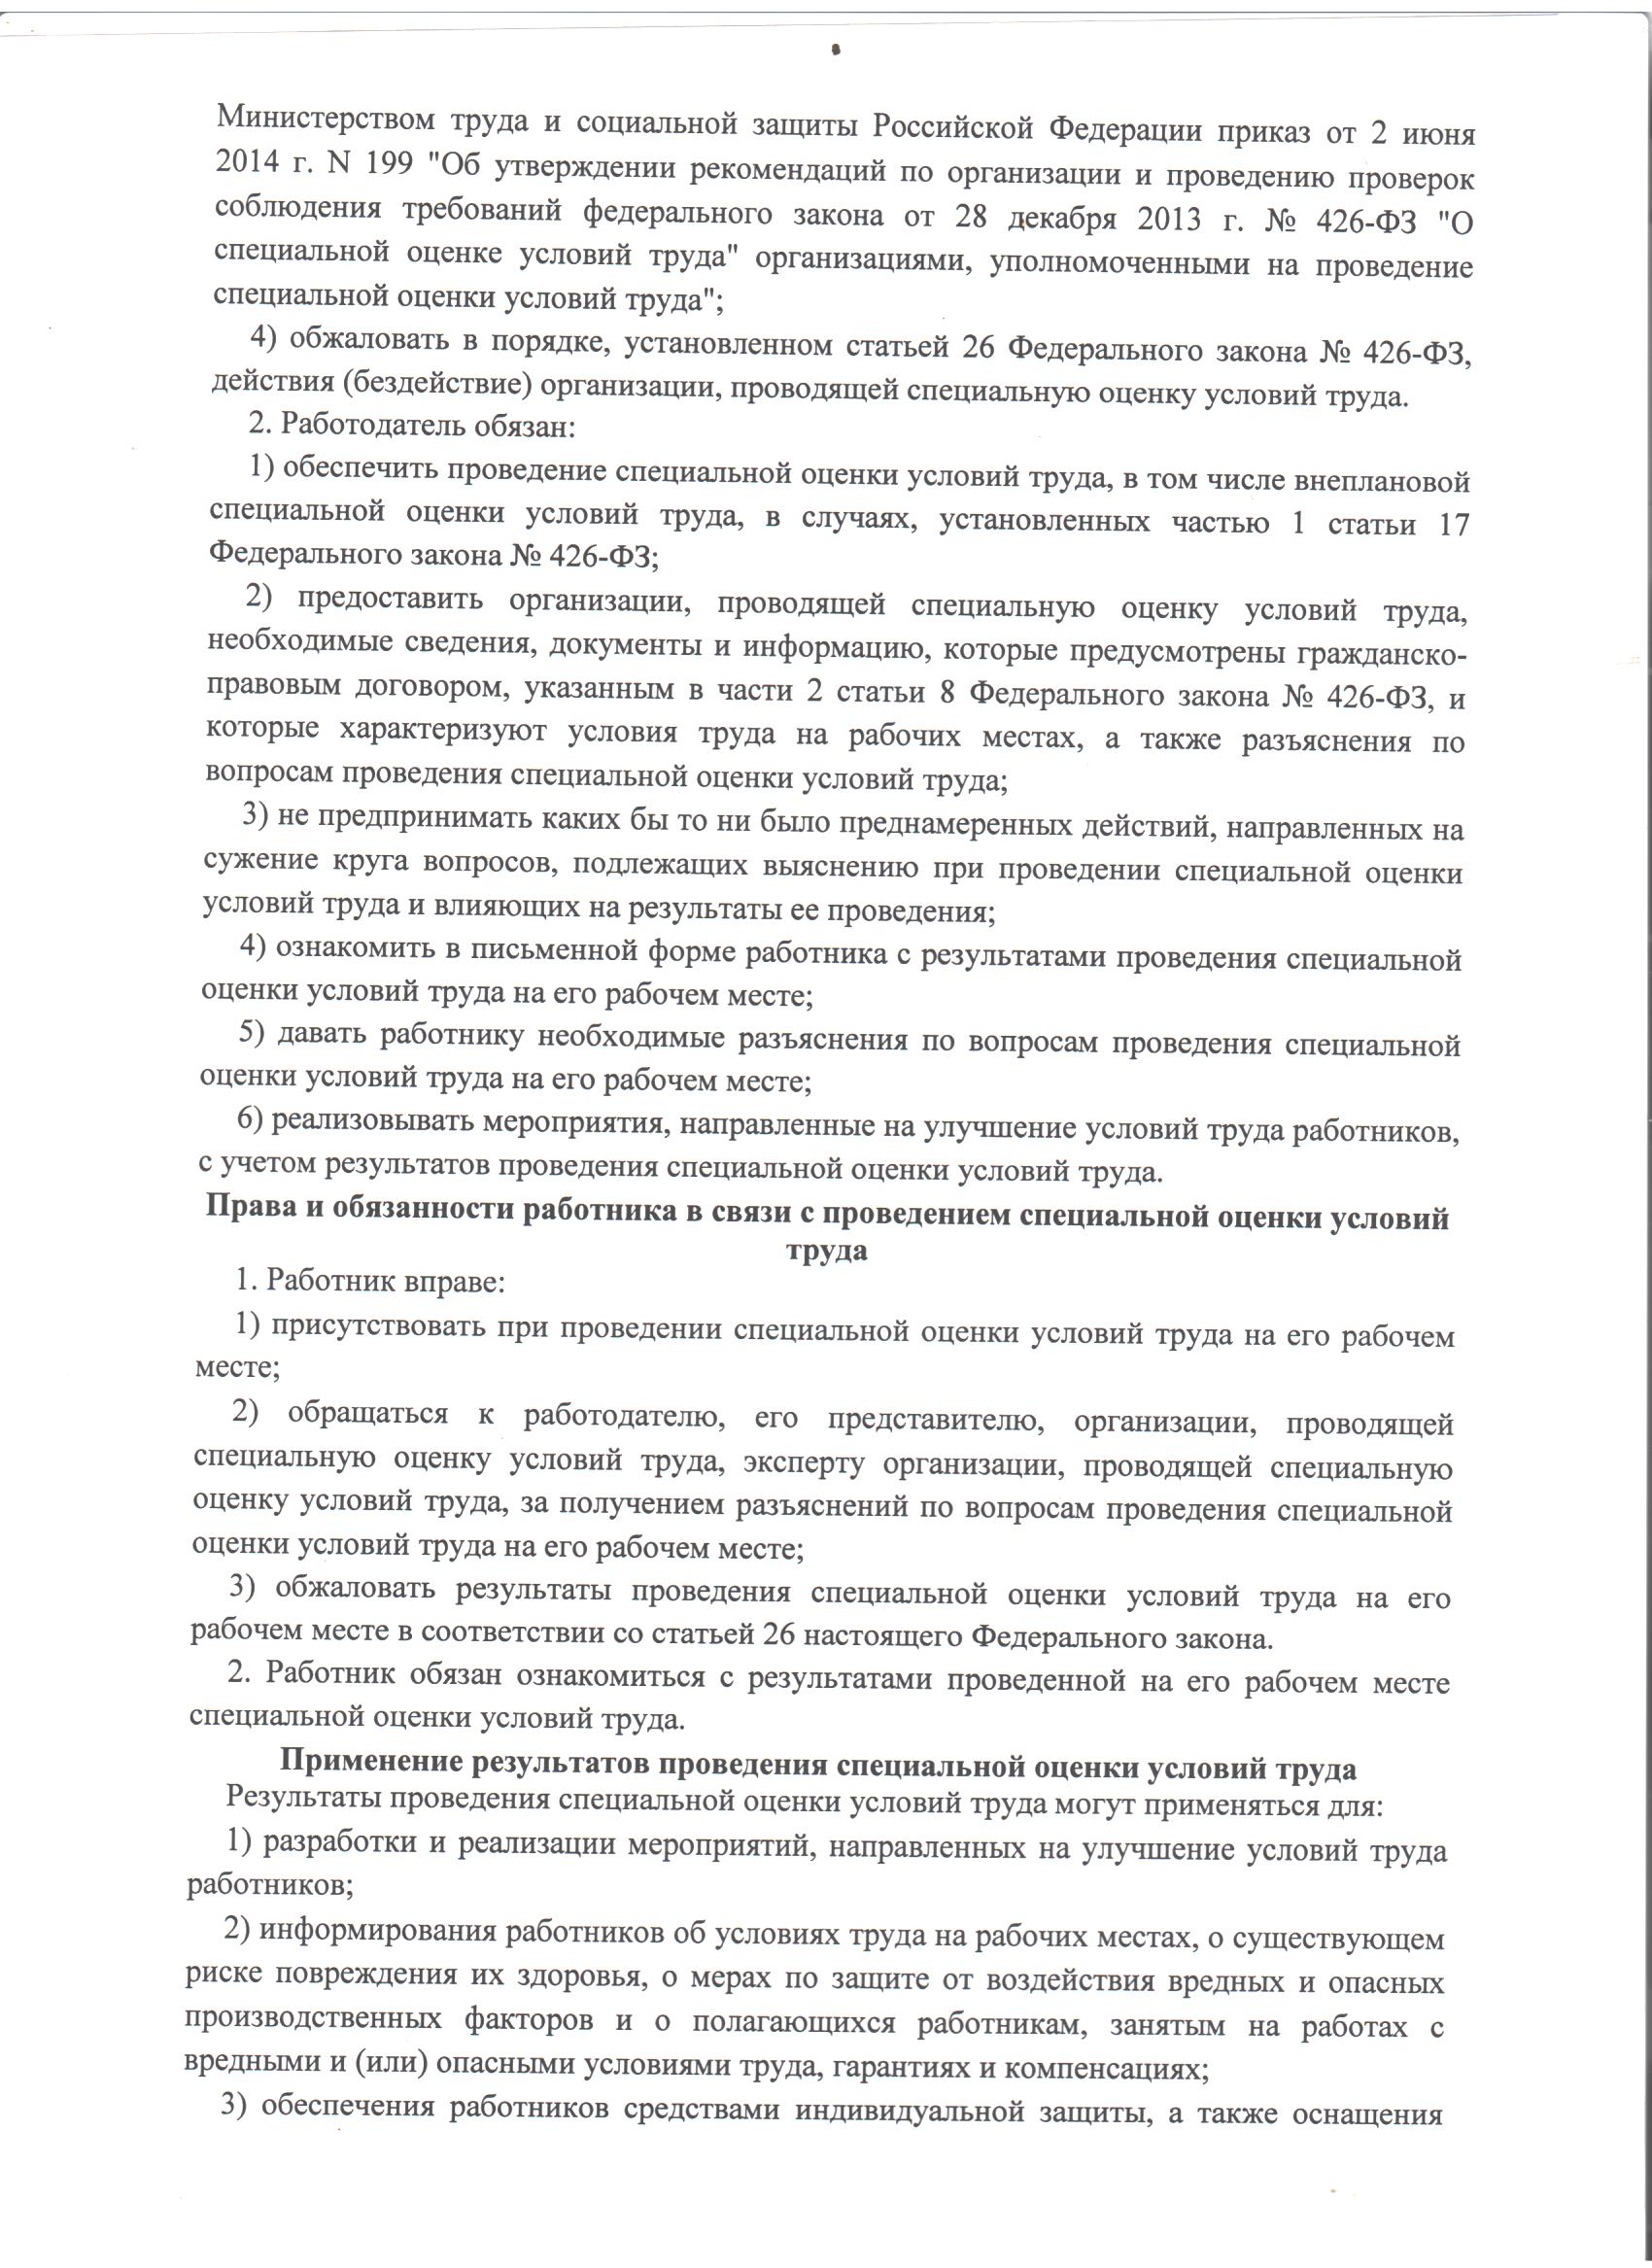 Министерством труда и социальной защиты Российской Федерации приказ от 2 июня
2014 г. N 199 "Об утверждении рекомендаций по организации и проведению проверок
соблюдения требований федерального закона от 28 декабря 2013 г. № 426-ФЗ "О
специальной оценке условий труда" организациями, уполномоченными на проведение
специальной оценки условий труда";
4) обжаловать в порядке, установленном статьей 26 Федерального закона № 426-ФЗ,
действия (бездействие) организации, проводящей специальную оценку условий труда.
2. Работодатель обязан:
1) обеспечить проведение специальной оценки условий труда, в том числе внеплановой
специальной оценки условий труда, в случаях, установленных частью 1 статьи 17
Федерального закона № 426-ФЗ;
2) предоставить организации, проводящей специальную оценку условий труда,
необходимые сведения, документы и информацию, которые предусмотрены гражданско-
правовым договором, указанным в части 2 статьи 8 Федерального закона № 426-ФЗ, и
которые характеризуют условия труда на рабочих местах, а также разъяснения по
вопросам проведения специальной оценки условий труда;
3) не предпринимать каких бы то ни было преднамеренных действий, направленных на
сужение круга вопросов, подлежащих выяснению при проведении специальной оценки
условий труда и влияющих на результаты ее проведения;
4) ознакомить в письменной форме работника с результатами проведения специальной
оценки условий труда на его рабочем месте;
5) давать работнику необходимые разъяснения по вопросам проведения специальной
оценки условий труда на его рабочем месте;
6) реализовывать мероприятия, направленные на улучшение условий труда работников,
с учетом результатов проведения специальной оценки условий труда.
Права и обязанности работника в связи с проведением специальной оценки условий
труда
1. Работник вправе:
1) присутствовать при проведении специальной оценки условий труда на его рабочем
месте;
2) обращаться к работодателю, его представителю, организации, проводящей
специальную оценку условий труда, эксперту организации, проводящей специальную
оценку условий труда, за получением разъяснений по вопросам проведения специальной
оценки условий труда на его рабочем месте;
3) обжаловать результаты проведения специальной оценки условий труда на его
рабочем месте в соответствии со статьей 26 настоящего Федерального закона.
2. Работник обязан ознакомиться с результатами проведенной на его рабочем месте
специальной оценки условий труда.
Применение результатов проведения специальной оценки условий труда
Результаты проведения специальной оценки условий труда могут применяться для:
1) разработки и реализации мероприятий, направленных на улучшение условий труда
работников;
2) информирования работников об условиях труда на рабочих местах, о существующем
риске повреждения их здоровья, о мерах по защите от воздействия вредных и опасных
производственных факторов и о полагающихся работникам, занятым на работах с
вредными и (или) опасными условиями труда, гарантиях и компенсациях;
3) обеспечения работников средствами индивидуальной защиты, а также оснащения